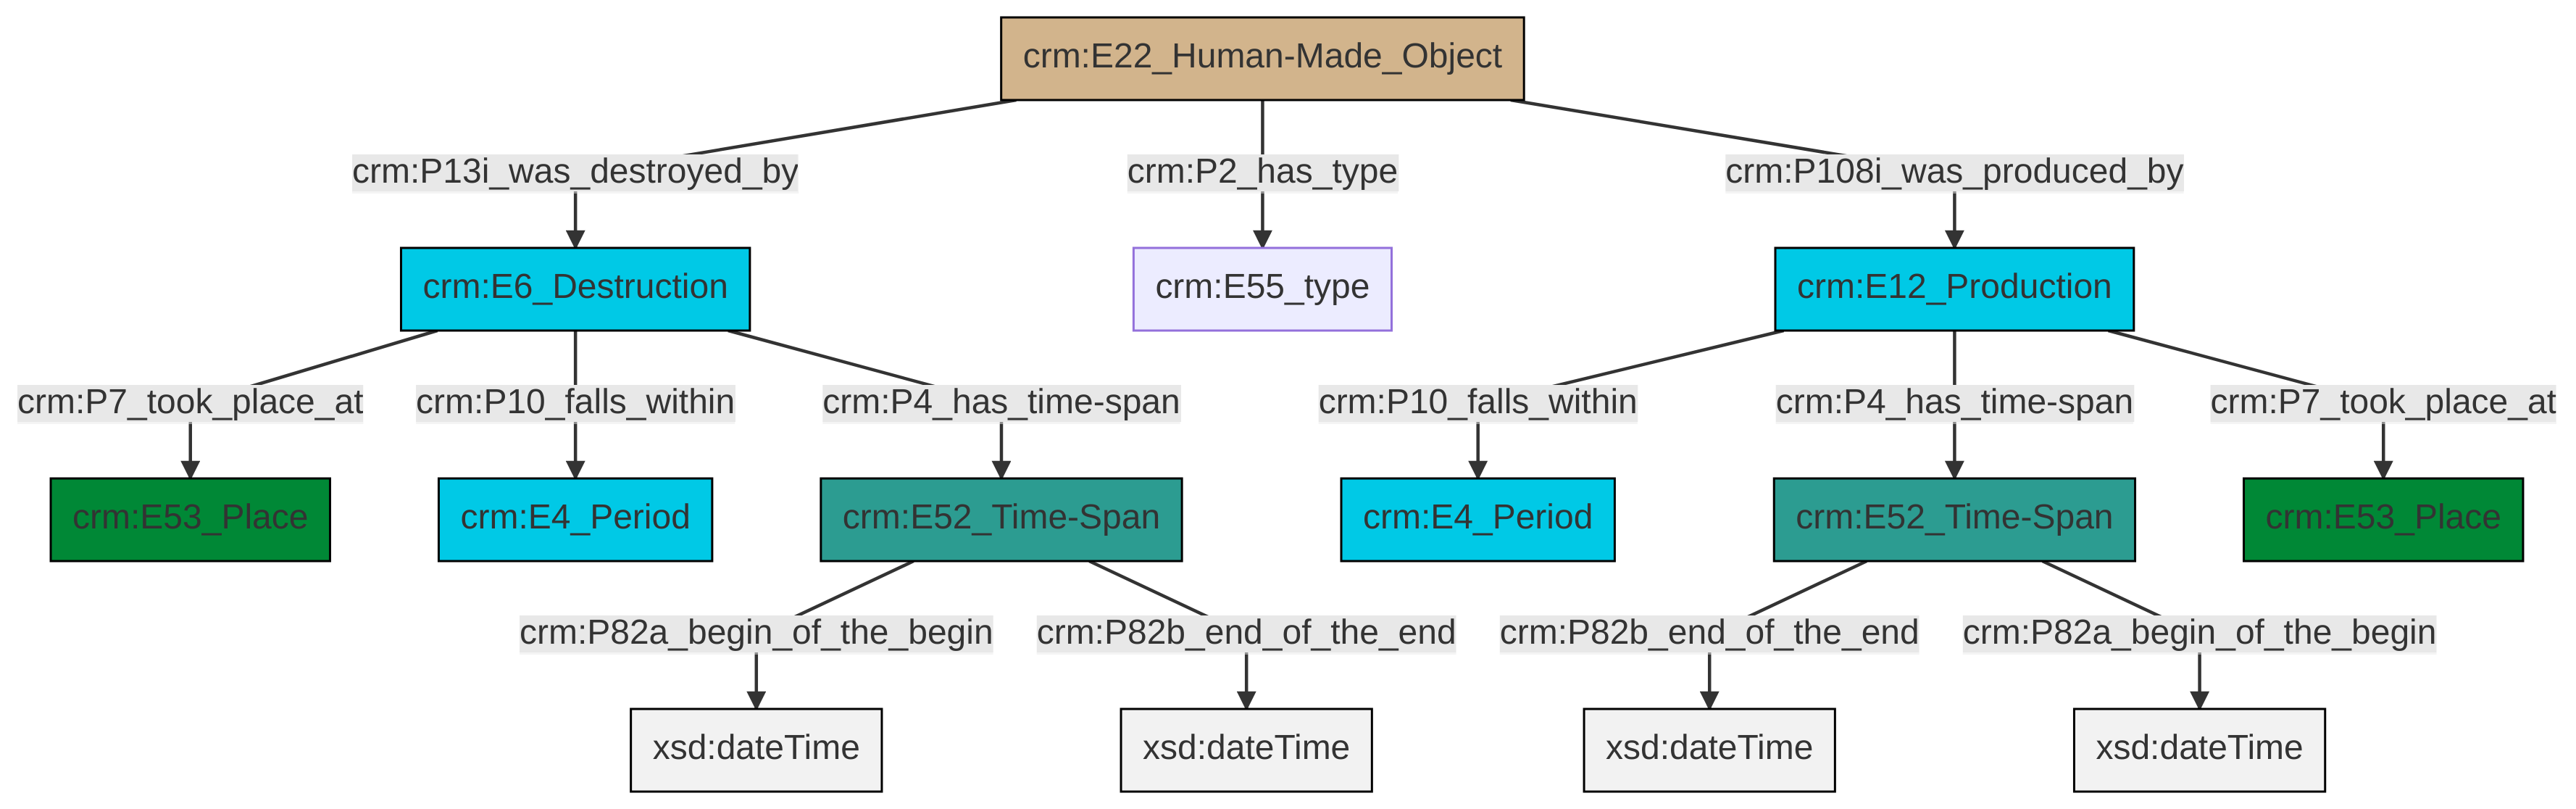 crm:E22_Human-Made_Object
crm:P13i_was_destroyed_by
crm:P2_has_type
crm:P108i_was_produced_by
crm:E6_Destruction
crm:E55_type
crm:E12_Production
crm:P7_took_place_at
crm:P10_falls_within
crm:P4_has_time-span
crm:P10_falls_within
crm:P4_has_time-span
crm:P7_took_place_at
crm:E53_Place
crm:E4_Period
crm:E52_Time-Span
crm:E4_Period
crm:E52_Time-Span
crm:E53_Place
crm:P82a_begin_of_the_begin
crm:P82b_end_of_the_end
crm:P82b_end_of_the_end
crm:P82a_begin_of_the_begin
xsd:dateTime
xsd:dateTime
xsd:dateTime
xsd:dateTime